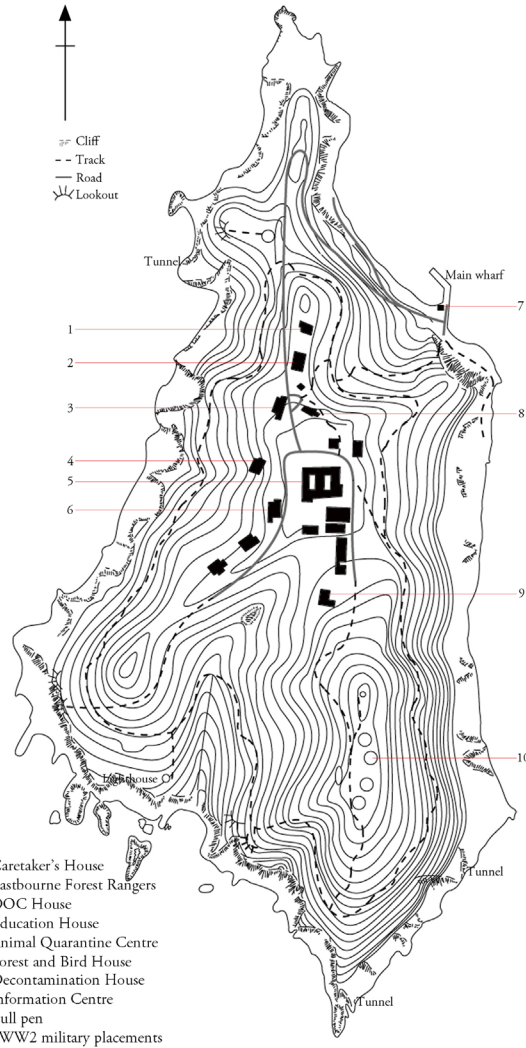 Cliff
Track
Road
Lookout
Tunnel
Main wharf
7
1
2
3
8
4
5
6
9
10
Lighthouse
Tunnel
Tunnel
aretaker's House
astbourne Forest Rangers
OC House
ducation House
nimal Quarantine Centre
orest and Bird House
econtamination House
nformation Centre
ull pen
WW2 military placements